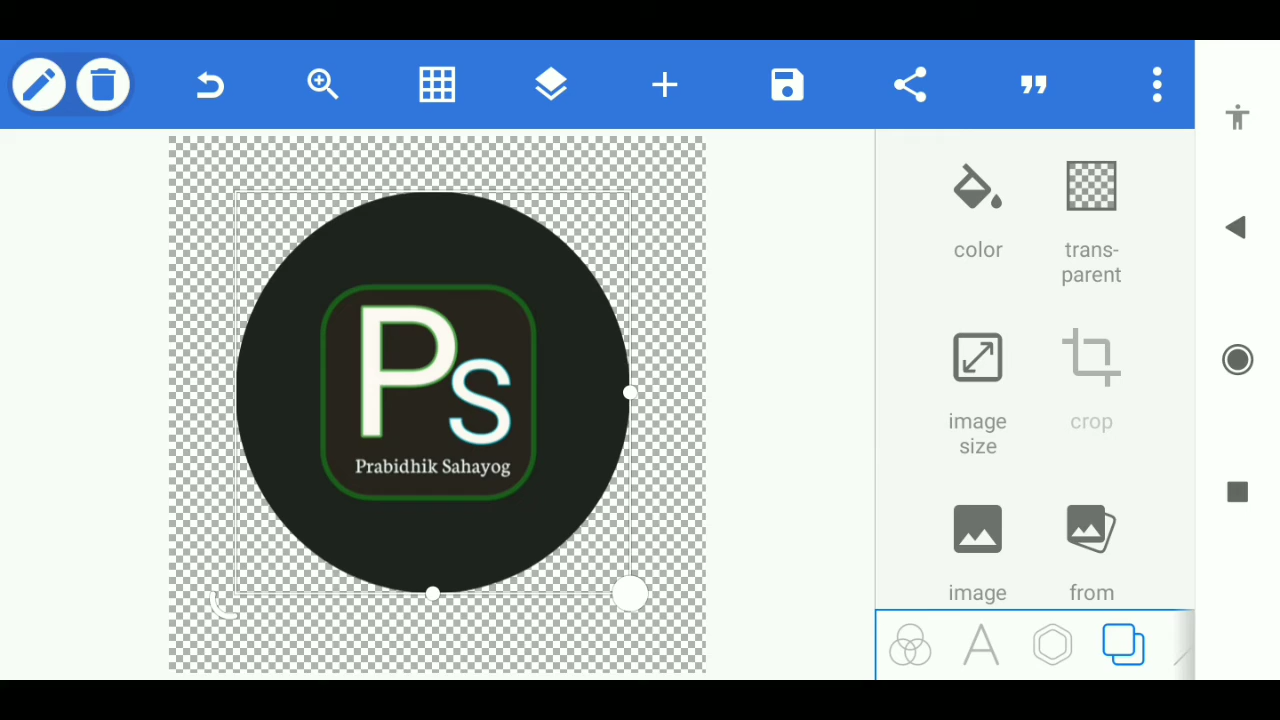 color
trans-
parent
image
size
crop
image
from
Ps
Prabidhik Sahayog